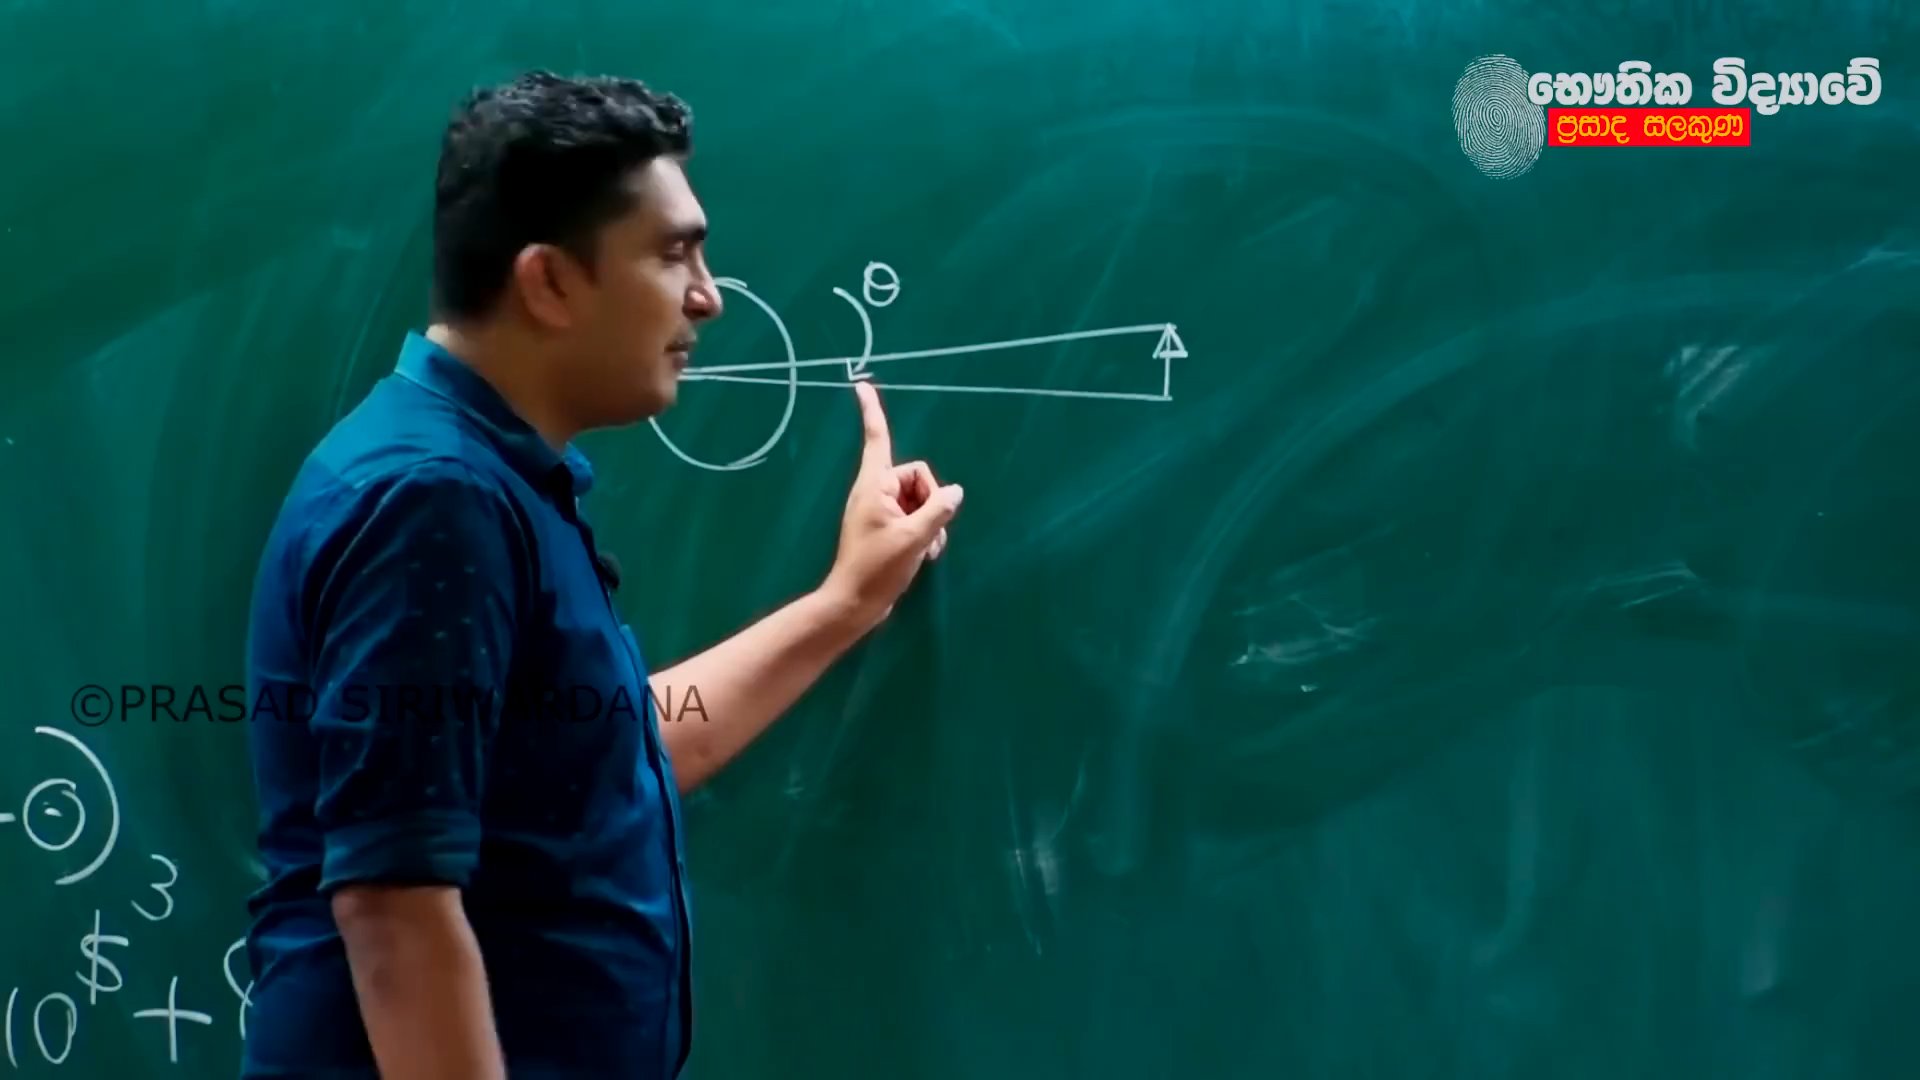 භෞතික විද්‍යාවේ
ප්‍රසාද සලකුණ
θ
©PRASAD SIRIWARDANA
3
10 +